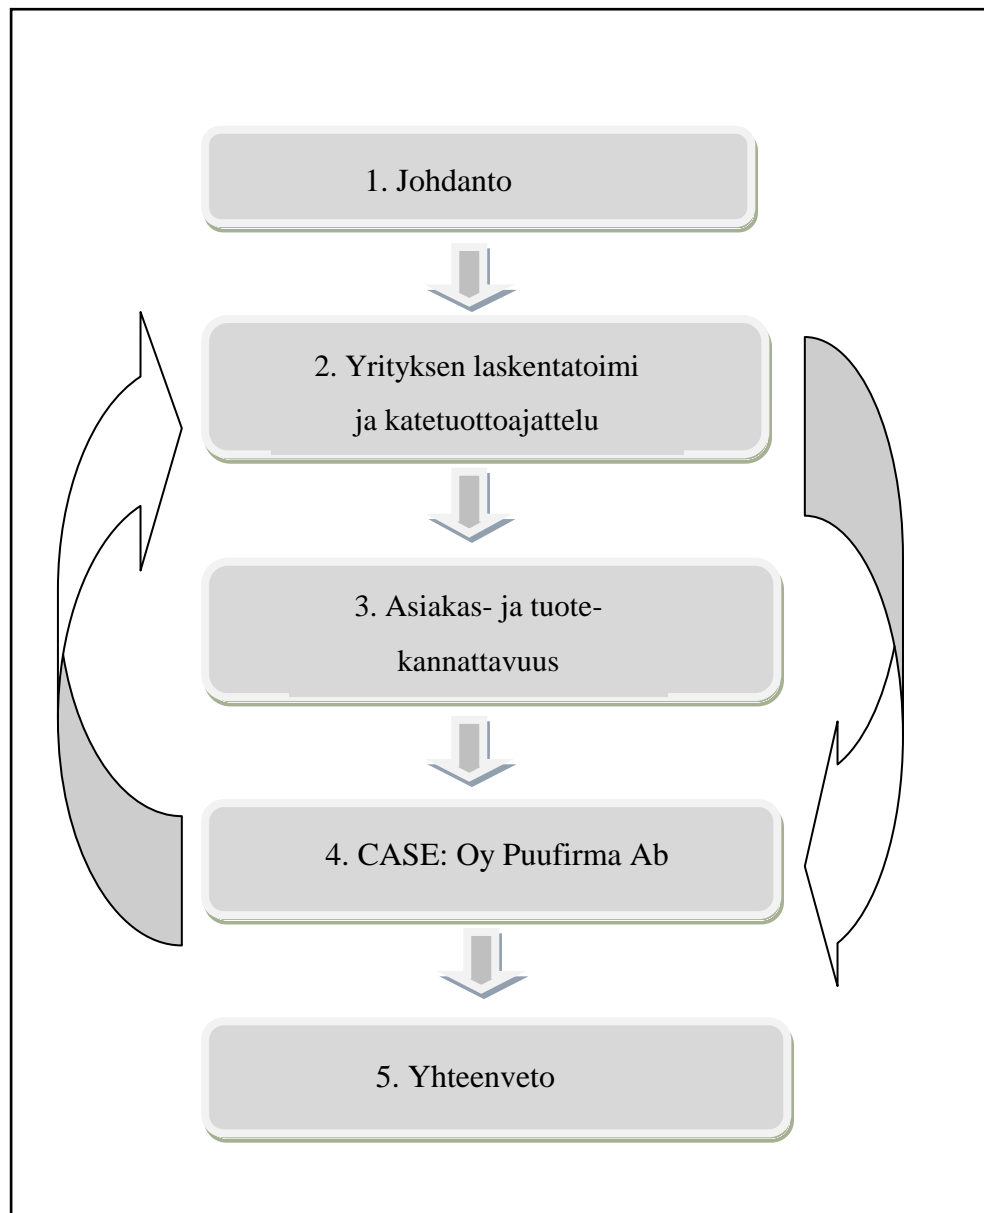 1. Johdanto
2. Yrityksen laskentatoimi
ja katetuottoajattelu
3. Asiakas- ja tuote-
kannattavuus
4. CASE: Oy Puufirma Ab
5. Yhteenveto